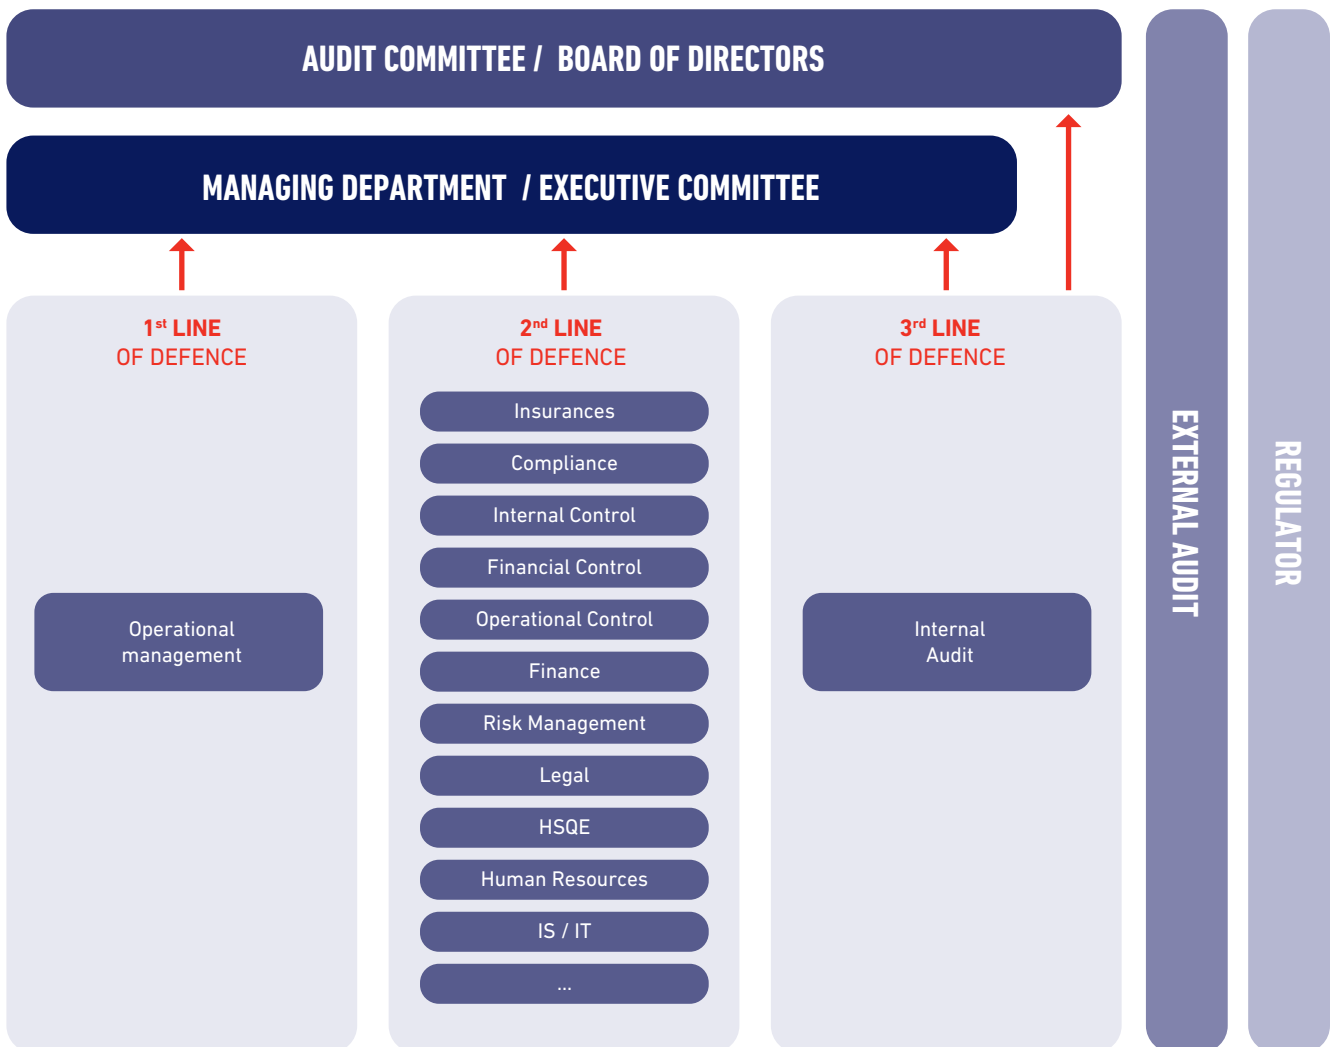 AUDIT COMMITTEE / BOARD OF DIRECTORS
MANAGING DEPARTMENT / EXECUTIVE COMMITTEE
1st LINE
OF DEFENCE
Operational
management
2nd LINE
OF DEFENCE
Insurances
Compliance
Internal Control
Financial Control
Operational Control
Finance
Risk Management
Legal
HSQE
Human Resources
IS / IT
...
3rd LINE
OF DEFENCE
Internal
Audit
EXTERNAL AUDIT
REGULATOR